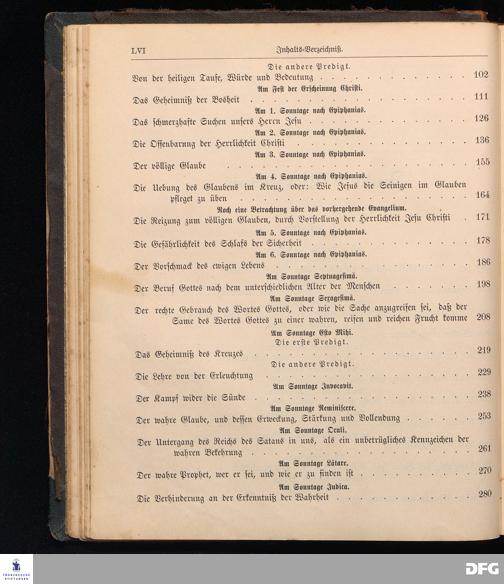 LVI Inhalts-Verzeichniß.
Die andere Predigt.
Von der heiligen Taufe, Würde und Bedeutung . . . . . . . . . . . . 102
Am Fest der Erscheinung Christi.
Das Geheimniß der Bosheit . . . . . . . . . . . . 111
Am 1. Sonntage nach Epiphanias.
Das schmerzhafte Suchen unsers Herrn Jesu . . . . . . . . . . . . 126
Am 2. Sonntage nach Epiphanias.
Die Offenbarung der Herrlichkeit Christi . . . . . . . . . . . . 136
Am 3. Sonntage nach Epiphanias.
Der völlige Glaube . . . . . . . . . . . . 155
Am 4. Sonntage nach Epiphanias.
Die Uebung des Glaubens im Kreuz, oder: Wie Jesus die Seinigen im Glauben
pfleget zu üben . . . . . . . . . . . . 164
Noch eine Betrachtung über das vorhergehende Evangelium.
Die Reizung zum völligen Glauben, durch Vorstellung der Herrlichkeit Jesu Christi . 171
Am 5. Sonntage nach Epiphanias.
Die Gefährlichkeit des Schlafs der Sicherheit . . . . . . . . . . . . 178
Am 6. Sonntage nach Epiphanias.
Der Vorschmack des ewigen Lebens . . . . . . . . . . . . 186
Am Sonntage Septuagesimä.
Der Beruf Gottes nach dem unterschiedlichen Alter der Menschen . . . . . . . 198
Am Sonntage Sexagesimä.
Der rechte Gebrauch des Wortes Gottes, oder wie die Sache anzugreifen sei, daß der
Same des Wortes Gottes zu einer wahren, reifen und reichen Frucht komme 208
Am Sonntage Esto Mihi.
Die erste Predigt.
Das Geheimniß des Kreuzes . . . . . . . . . . . . 219
Die andere Predigt.
Die Lehre von der Erleuchtung . . . . . . . . . . . . 229
Am Sonntage Invocavit.
Der Kampf wider die Sünde . . . . . . . . . . . . 238
Am Sonntage Reminiscere.
Der wahre Glaube, und dessen Erweckung, Stärkung und Vollendung . . . . . . 253
Am Sonntage Oculi.
Der Untergang des Reichs des Satans in uns, als ein unbetrügliches Kennzeichen der
wahren Bekehrung . . . . . . . . . . . . 261
Am Sonntage Lätare.
Der wahre Prophet, wer er sei, und wie er zu finden ist . . . . . . . . . 270
Am Sonntage Judica.
Die Verhinderung an der Erkenntniß der Wahrheit . . . . . . . . . . . 280
FRANCKESCHE
STIFTUNGEN
DFG